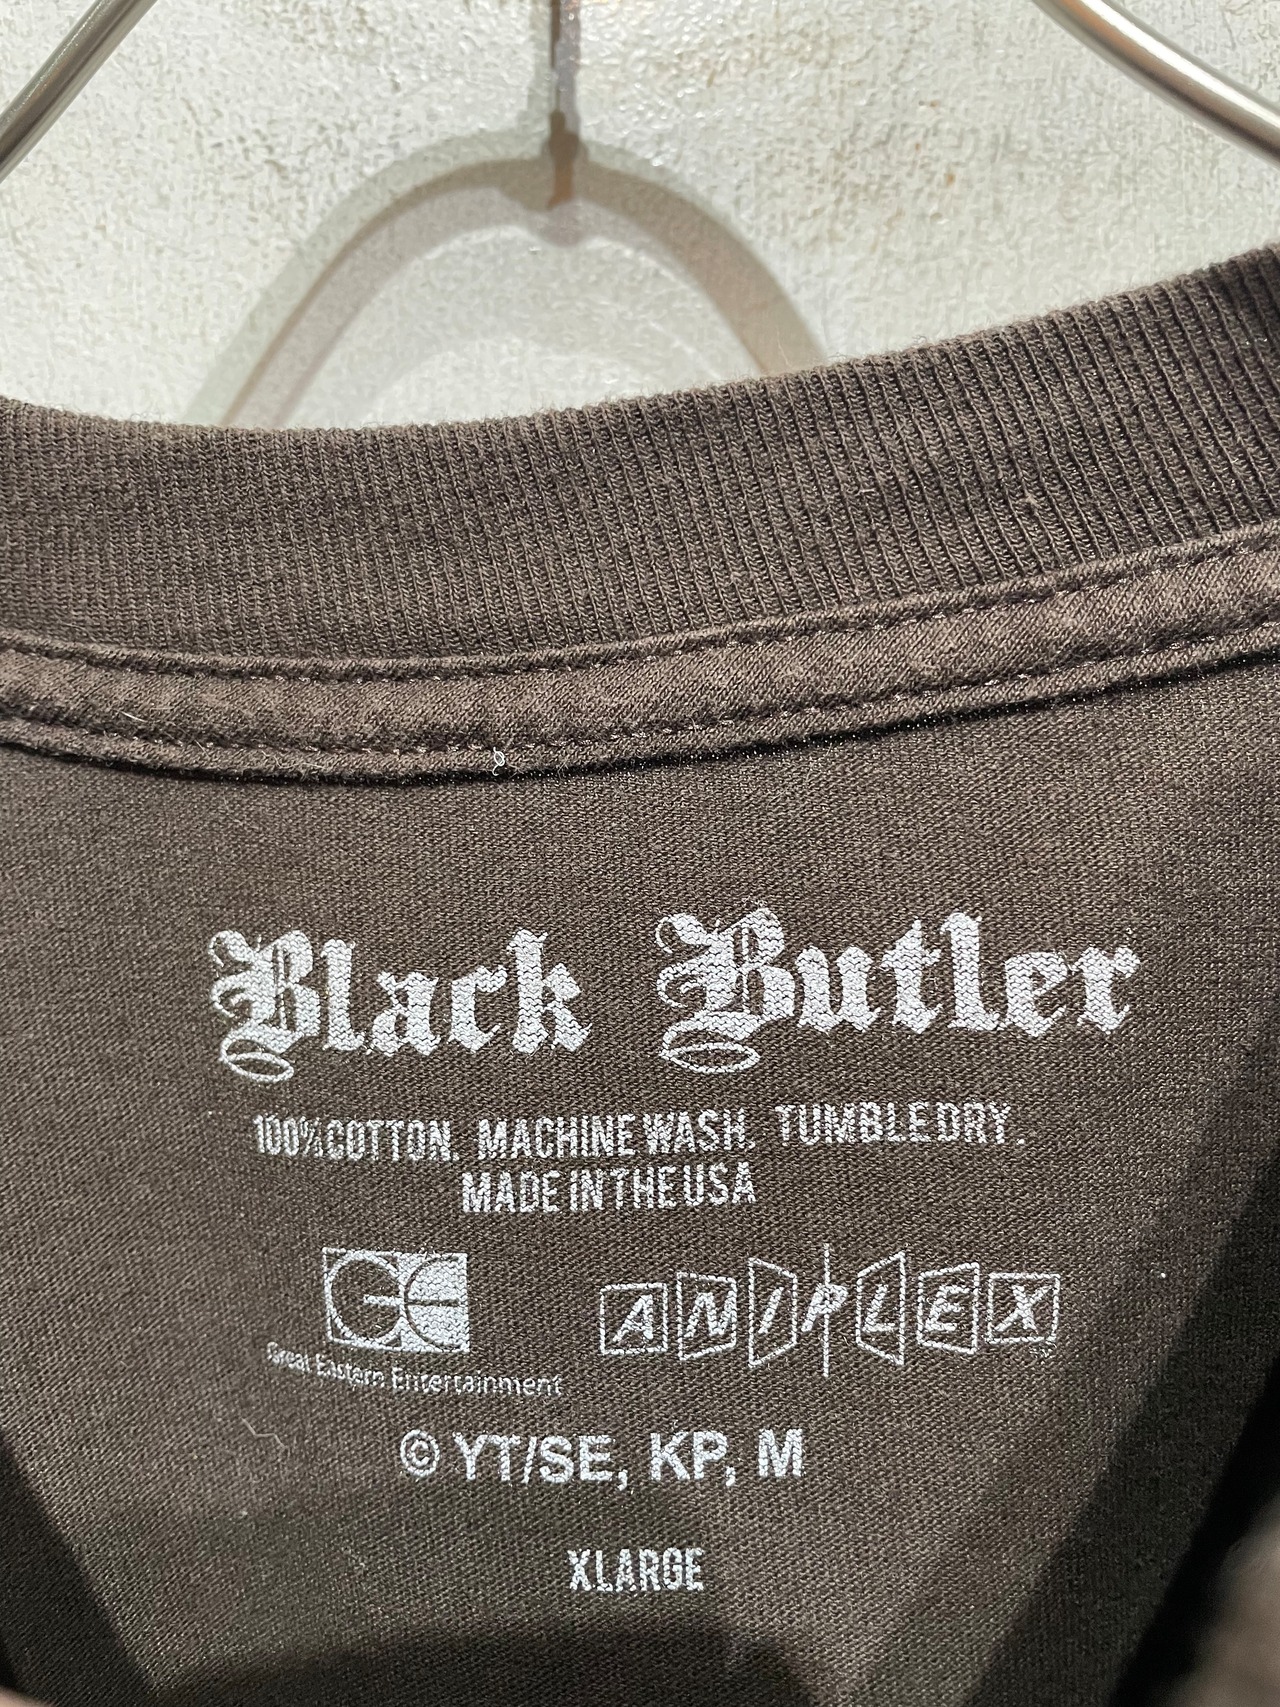 Black Butler
100% COTTON. MACHINE WASH. TUMBLE DRY.
MADE IN THE USA
GE
ANIPLEX
Great Eastern Entertainment
© YT/SE, KP, M
XLARGE